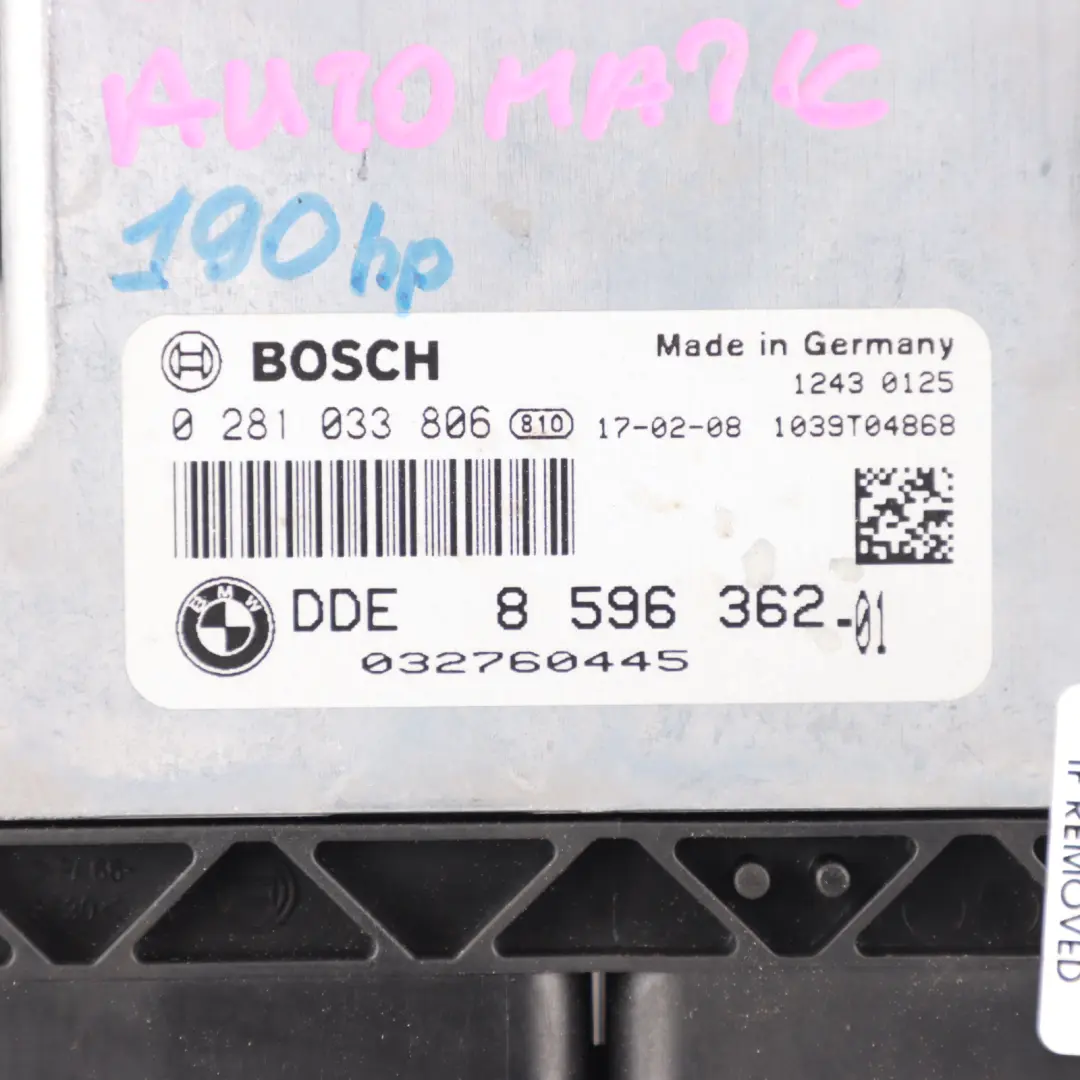 AUTOMATIC
190hp
BOSCH
Made in Germany
1243 0125
0 281 033 806 810 17-02-08 1039T04868
BMW
DDE 8 596 362-01
032760445
IF REMOVED